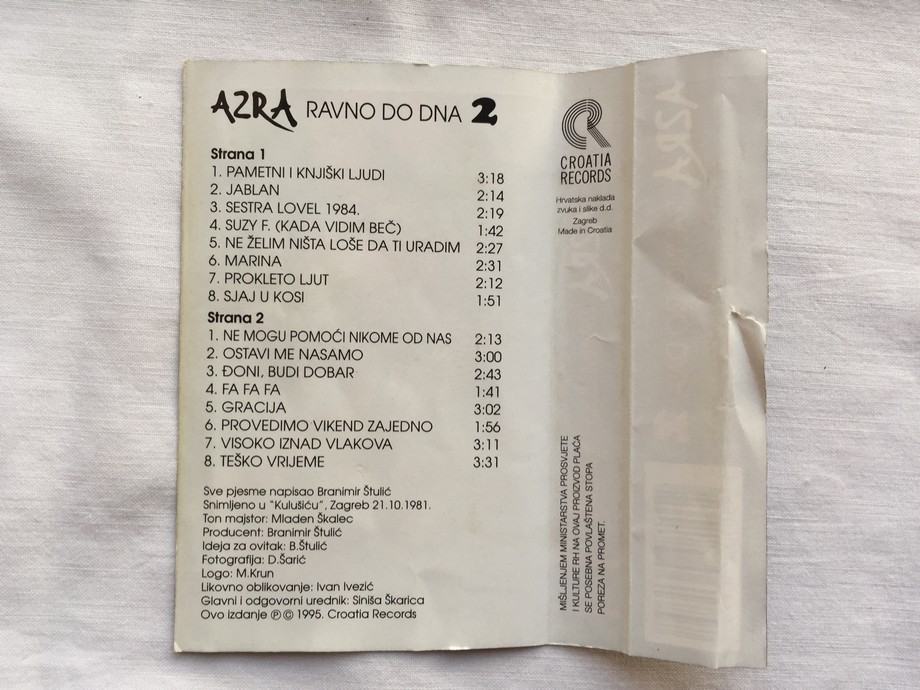 AZRA RAVNO DO DNA 2
Strana 1
1. PAMETNI I KNJIŠKI LJUDI 3:18
2. JABLAN 2:14
3. SESTRA LOVEL 1984. 2:19
4. SUZY F. (KADA VIDIM BEČ) 1:42
5. NE ŽELIM NIŠTA LOŠE DA TI URADIM 2:27
6. MARINA 2:31
7. PROKLETO LJUT 2:12
8. SJAJ U KOSI 1:51
Strana 2
1. NE MOGU POMOĆI NIKOME OD NAS 2:13
2. OSTAVI ME NASAMO 3:00
3. ĐONI, BUDI DOBAR 2:43
4. FA FA FA 1:41
5. GRACIJA 3:02
6. PROVEDIMO VIKEND ZAJEDNO 1:56
7. VISOKO IZNAD VLAKOVA 3:11
8. TEŠKO VRIJEME 3:31
Sve pjesme napisao Branimir Štulić
Snimljeno u "Kulušiću", Zagreb 21.10.1981.
Ton majstor: Mladen Škalec
Producent: Branimir Štulić
Ideja za ovitak: B.Štulić
Fotografija: D.Šarić
Logo: M.Krun
Likovno oblikovanje: Ivan Ivezić
Glavni i odgovorni urednik: Siniša Škarica
Ovo izdanje ℗ © 1995. Croatia Records
CROATIA
RECORDS
Hrvatska naklada
zvuka i slike d.d.
Zagreb
Made in Croatia
MIŠLJENJEM MINISTARSTVA PROSVJETE
I KULTURE RH NA OVAJ PROIZVOD PLAĆA
SE POSEBNA POVLAŠTENA STOPA
POREZA NA PROMET.
AZRA